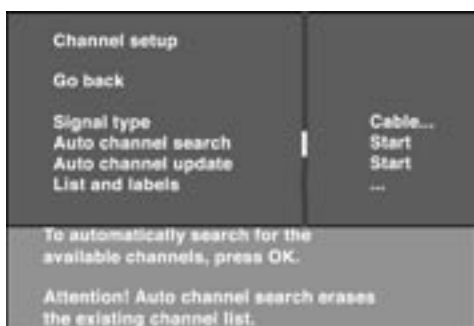 Channel setup
Go back
Signal type Cable...
Auto channel search Start
Auto channel update Start
List and labels ...
To automatically search for the
available channels, press OK.
Attention! Auto channel search erases
the existing channel list.